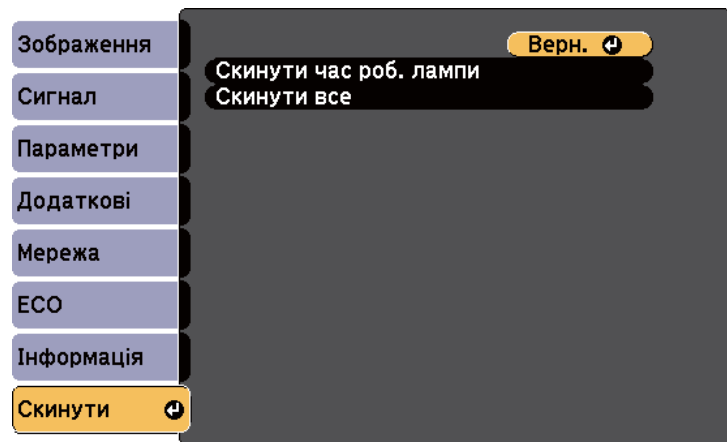 Зображення
Сигнал
Параметри
Додаткові
Мережа
ECO
Інформація
Скинути
Верн.
Скинути час роб. лампи
Скинути все